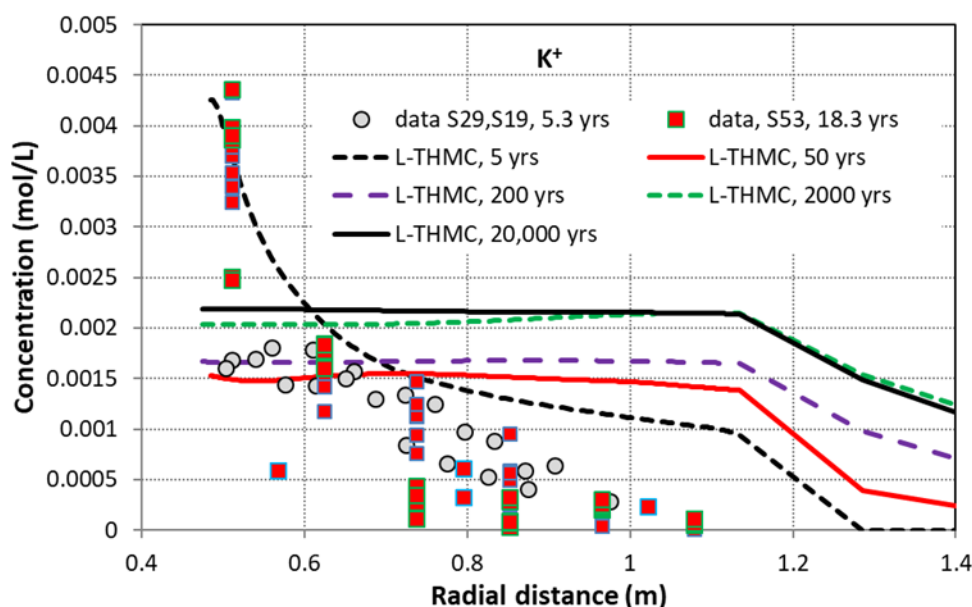 K⁺
data S29,S19, 5.3 yrs
data, S53, 18.3 yrs
L-THMC, 5 yrs
L-THMC, 50 yrs
L-THMC, 200 yrs
L-THMC, 2000 yrs
L-THMC, 20,000 yrs
Concentration (mol/L)
0.005
0.0045
0.004
0.0035
0.003
0.0025
0.002
0.0015
0.001
0.0005
0
0.4 0.6 0.8 1 1.2 1.4
Radial distance (m)